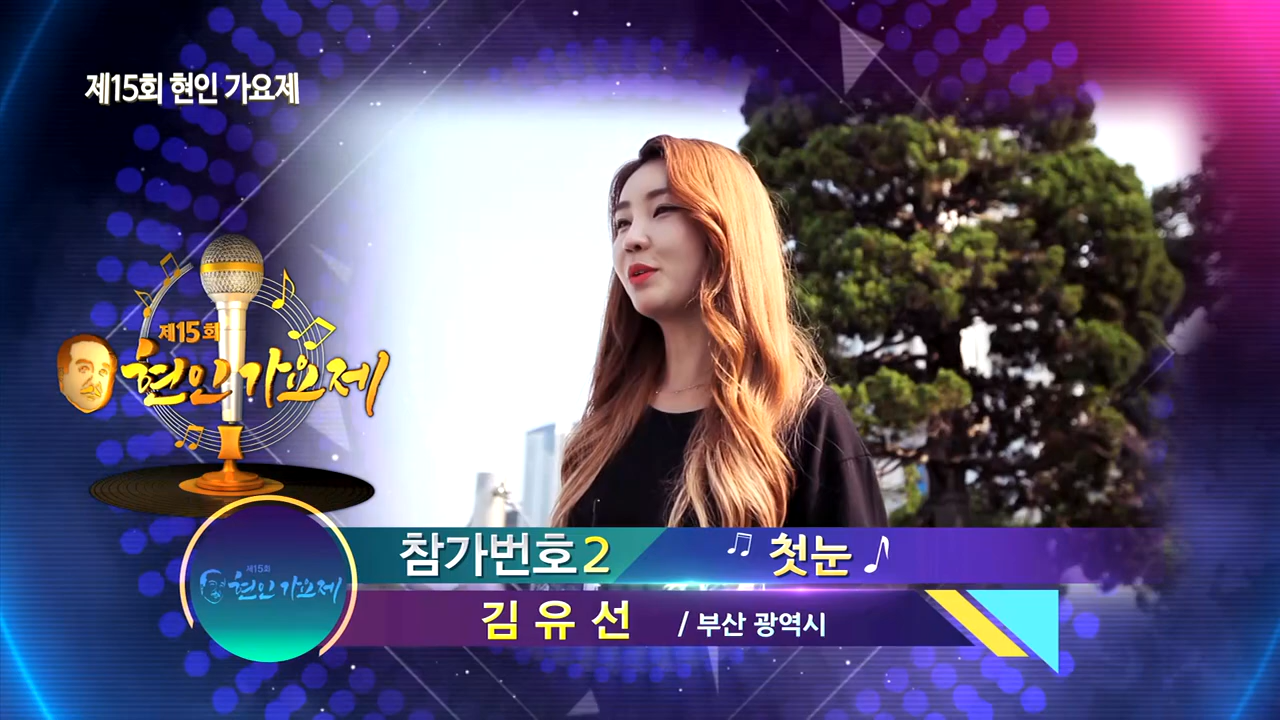 제15회 현인 가요제
제15회
현인 가요제
참가번호 2
첫눈
제15회
현인 가요제
김유선 / 부산 광역시